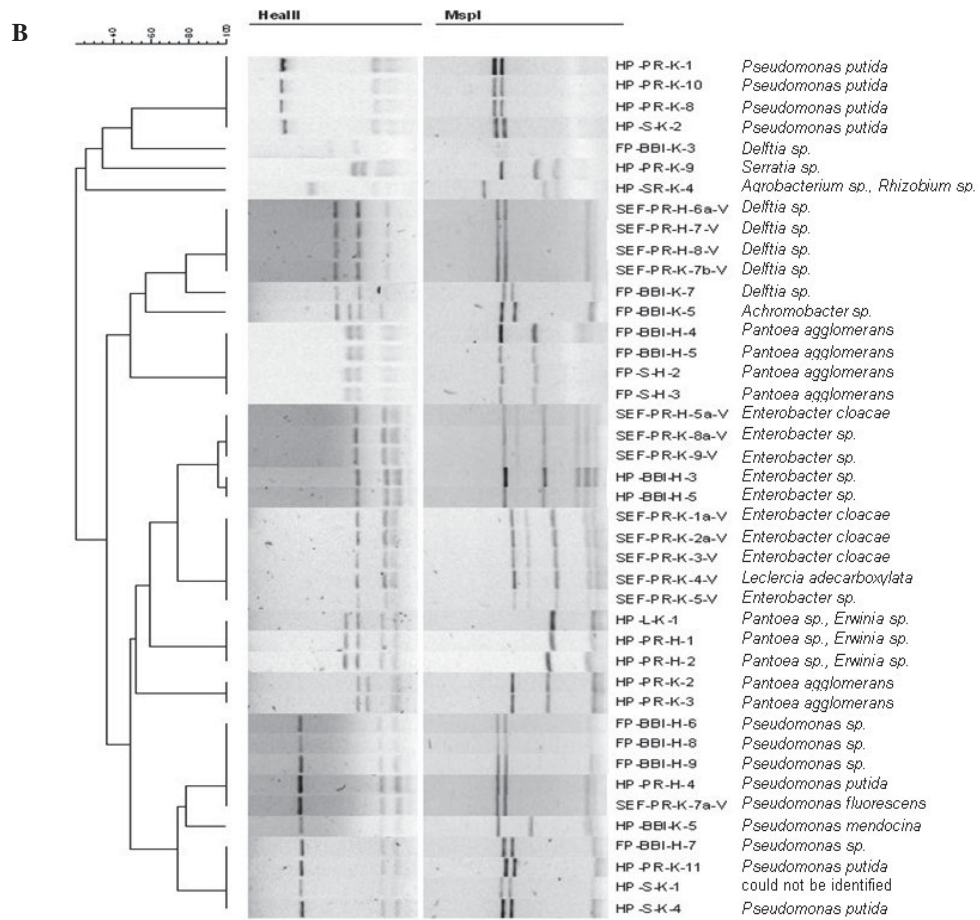 B
HeaIII MspI
40 60 80 100
HP-PR-K-1 Pseudomonas putida
HP-PR-K-10 Pseudomonas putida
HP-PR-K-8 Pseudomonas putida
HP-S-K-2 Pseudomonas putida
FP-BBI-K-3 Delftia sp.
HP-PR-K-9 Serratia sp.
HP-SR-K-4 Agrobacterium sp., Rhizobium sp.
SEF-PR-H-6a-V Delftia sp.
SEF-PR-H-7-V Delftia sp.
SEF-PR-H-8-V Delftia sp.
SEF-PR-K-7b-V Delftia sp.
FP-BBI-K-7 Delftia sp.
FP-BBI-K-5 Achromobacter sp.
FP-BBI-H-4 Pantoea agglomerans
FP-BBI-H-5 Pantoea agglomerans
FP-S-H-2 Pantoea agglomerans
FP-S-H-3 Pantoea agglomerans
SEF-PR-H-5a-V Enterobacter cloacae
SEF-PR-K-8a-V Enterobacter sp.
SEF-PR-K-9-V Enterobacter sp.
HP-BBI-H-3 Enterobacter sp.
HP-BBI-H-5 Enterobacter sp.
SEF-PR-K-1a-V Enterobacter cloacae
SEF-PR-K-2a-V Enterobacter cloacae
SEF-PR-K-3-V Enterobacter cloacae
SEF-PR-K-4-V Leclercia adecarboxylata
SEF-PR-K-5-V Enterobacter sp.
HP-L-K-1 Pantoea sp., Erwinia sp.
HP-PR-H-1 Pantoea sp., Erwinia sp.
HP-PR-H-2 Pantoea sp., Erwinia sp.
HP-PR-K-2 Pantoea agglomerans
HP-PR-K-3 Pantoea agglomerans
FP-BBI-H-6 Pseudomonas sp.
FP-BBI-H-8 Pseudomonas sp.
FP-BBI-H-9 Pseudomonas sp.
HP-PR-H-4 Pseudomonas putida
SEF-PR-K-7a-V Pseudomonas fluorescens
HP-BBI-K-5 Pseudomonas mendocina
FP-BBI-H-7 Pseudomonas sp.
HP-PR-K-11 Pseudomonas putida
HP-S-K-1 could not be identified
HP-S-K-4 Pseudomonas putida